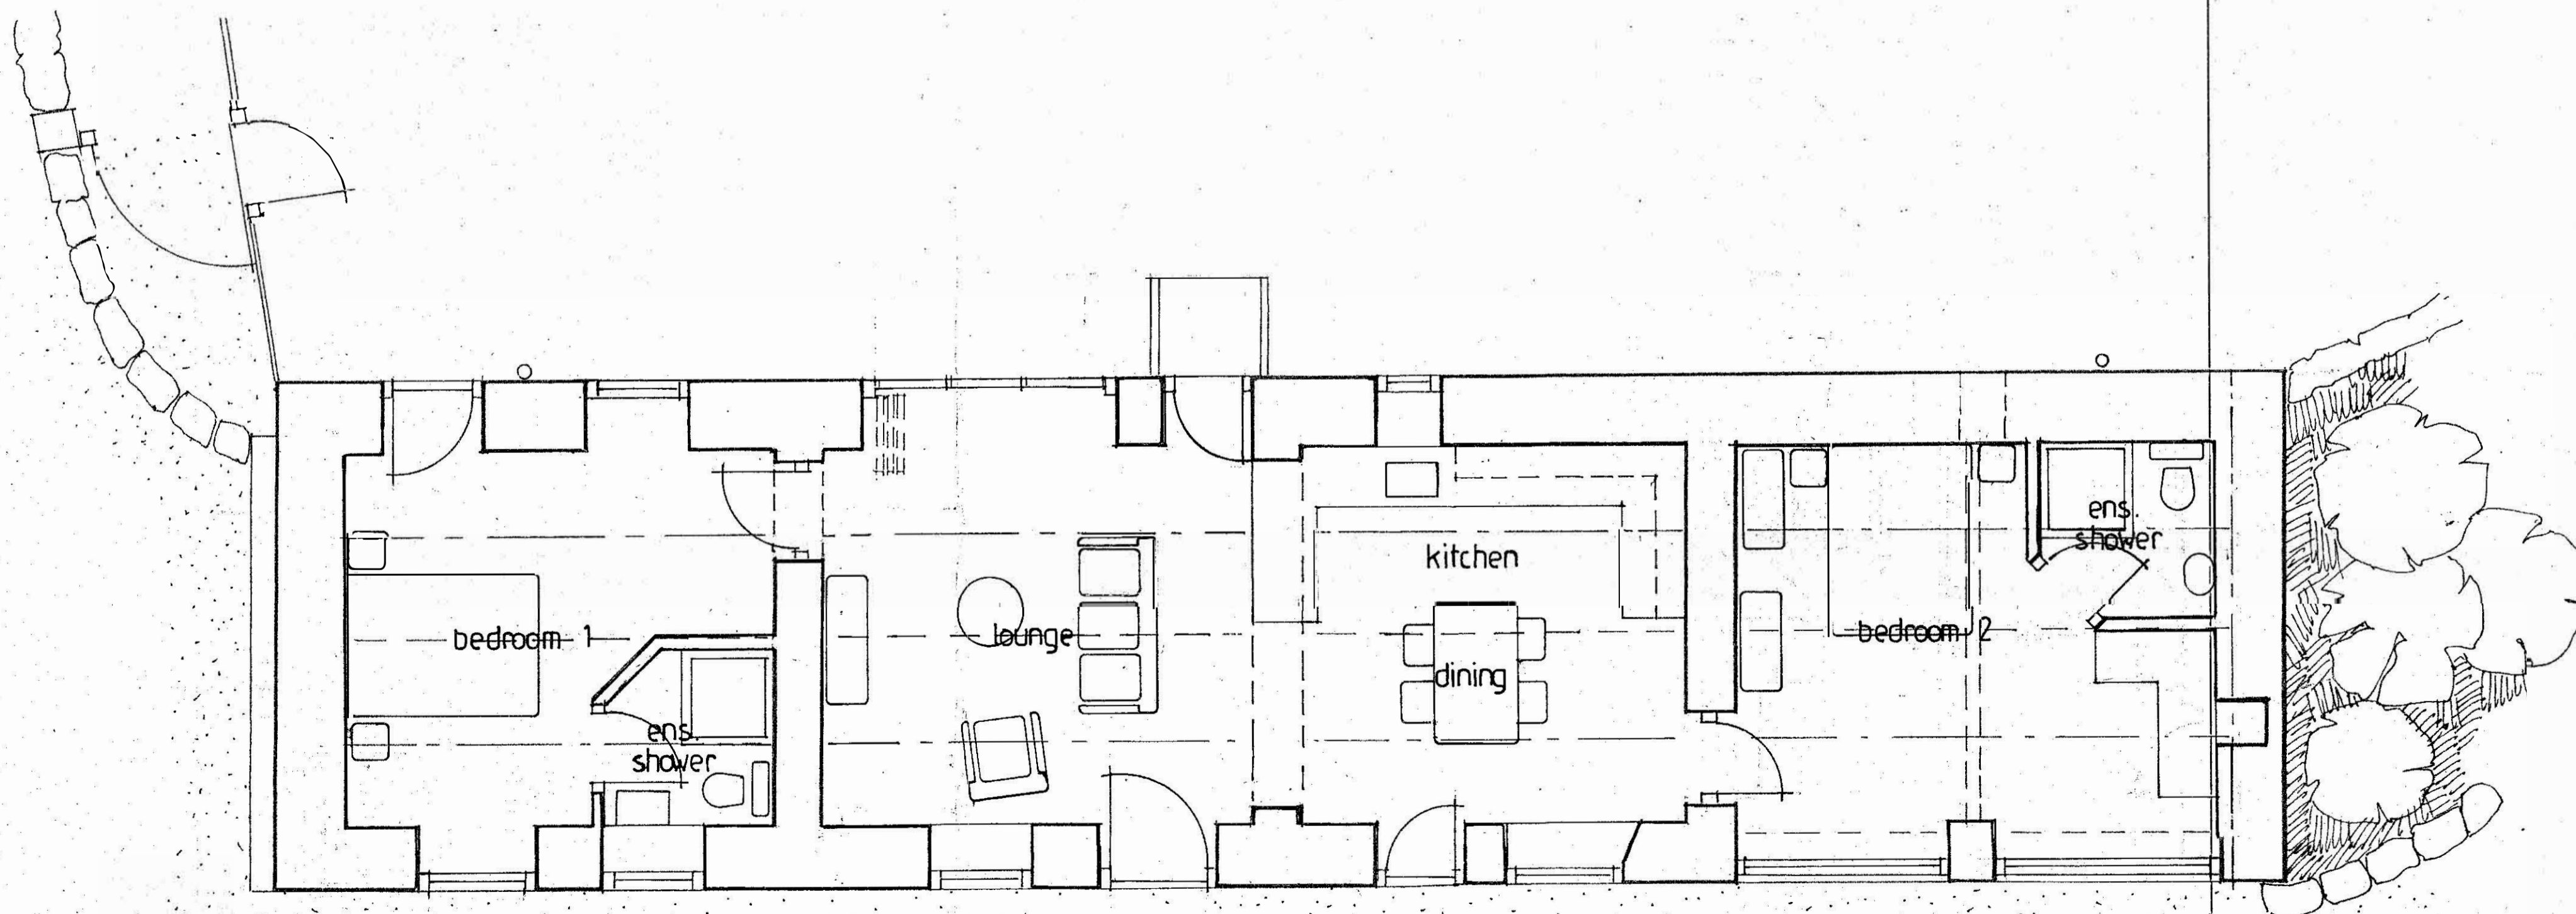 bedroom 1
ens.
shower
lounge
kitchen
dining
bedroom 2
ens.
shower